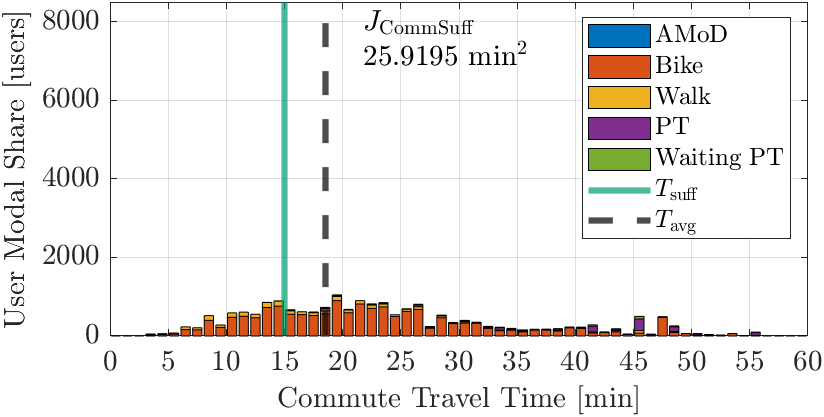 J_CommSuff
25.9195 min²
AMoD
Bike
Walk
PT
Waiting PT
T_suff
T_avg
User Modal Share [users]
8000
6000
4000
2000
0
0 5 10 15 20 25 30 35 40 45 50 55 60
Commute Travel Time [min]